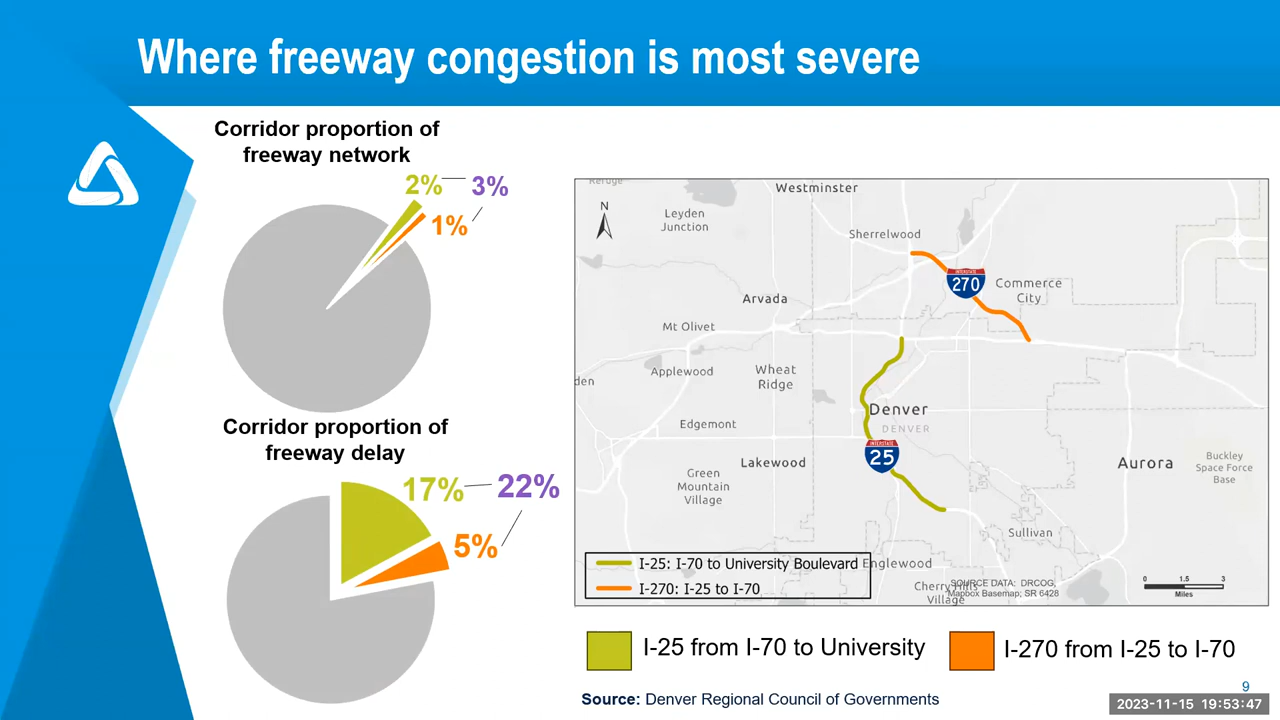 Where freeway congestion is most severe
Corridor proportion of
freeway network
2%
3%
1%
Corridor proportion of
freeway delay
17%
22%
5%
N
Refuge
Westminster
Leyden
Junction
Sherrelwood
INTERSTATE
270
Commerce
City
Arvada
Mt Olivet
Applewood
Wheat
Ridge
den
Denver
DENVER
Edgemont
INTERSTATE
25
Lakewood
Aurora
Buckley
Space Force
Base
Green
Mountain
Village
Sullivan
Englewood
Cherry Hills
Village
I-25: I-70 to University Boulevard
I-270: I-25 to I-70
SOURCE DATA: DRCOG,
Mapbox Basemap; SR 6428
0 1.5 3
Miles
I-25 from I-70 to University
I-270 from I-25 to I-70
Source: Denver Regional Council of Governments
9
2023-11-15 19:53:47